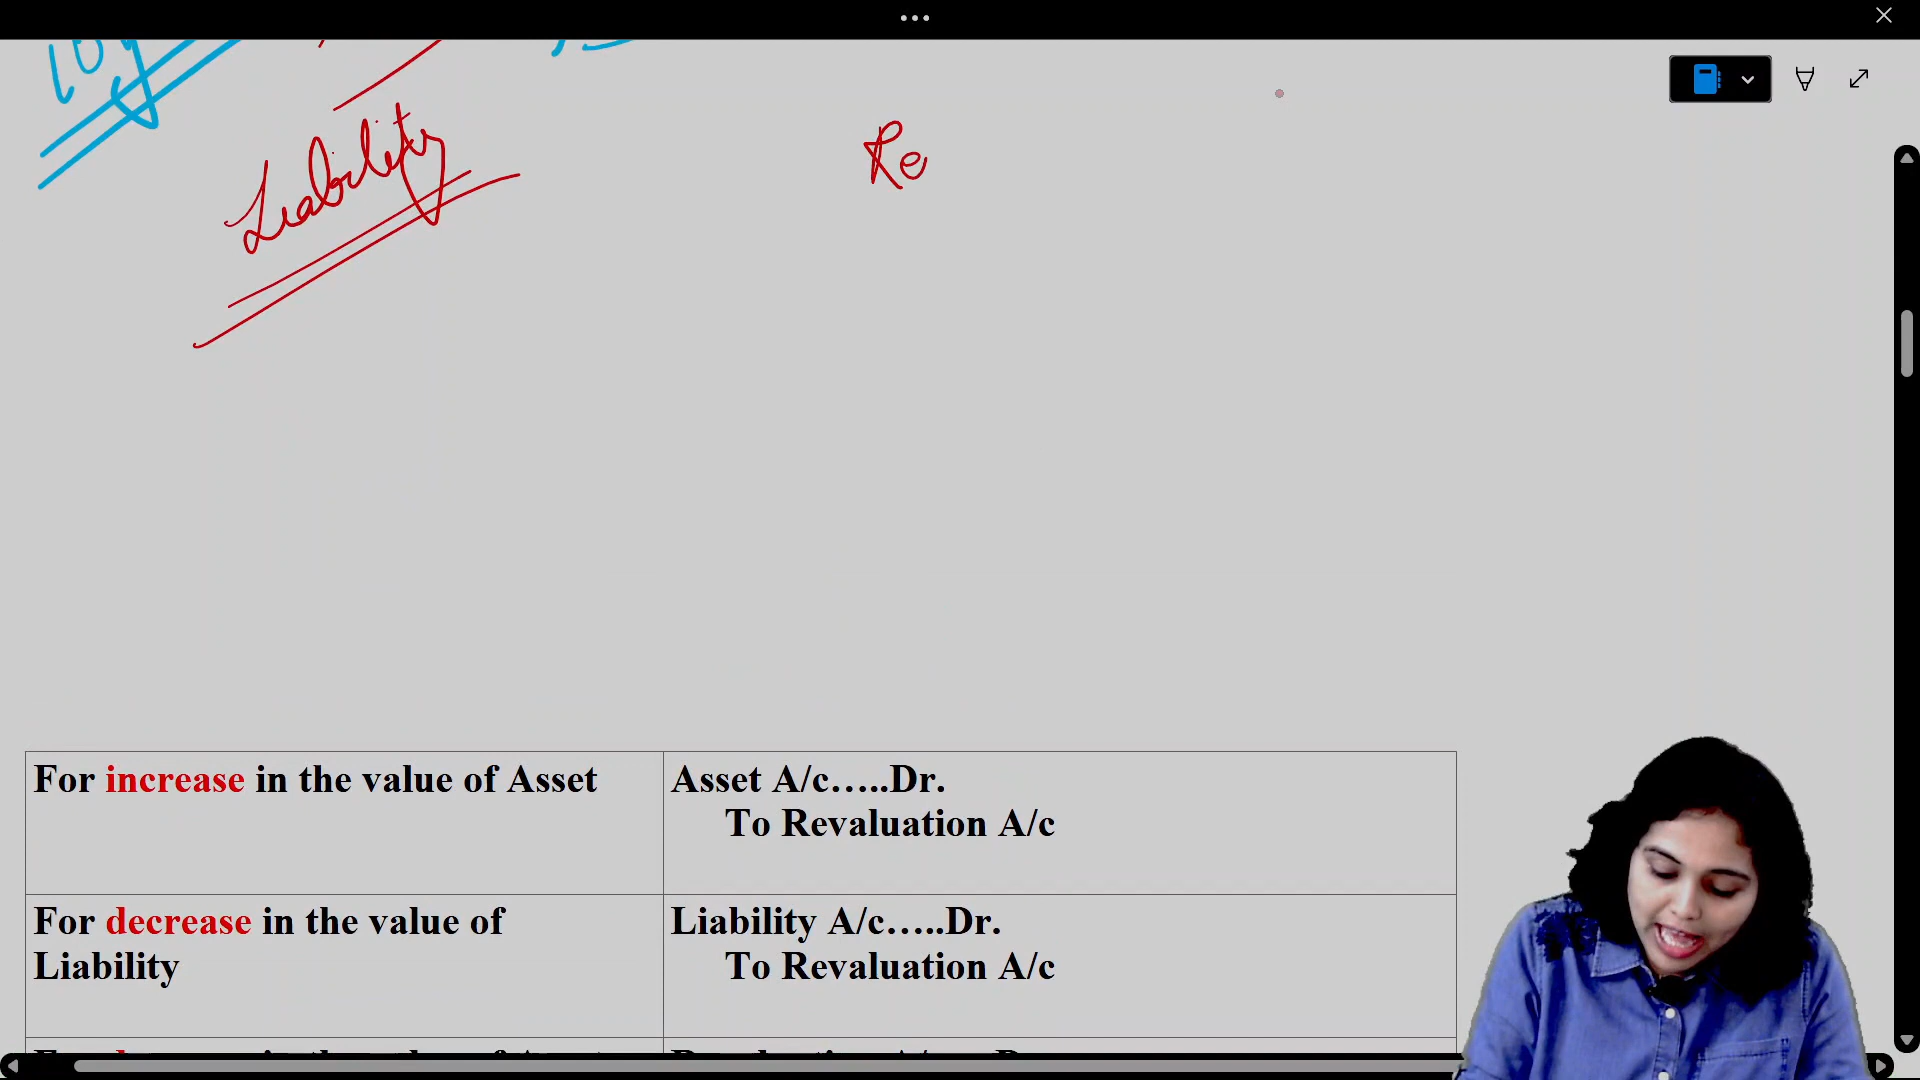 Liability
Re
For increase in the value of Asset
Asset A/c…..Dr.
To Revaluation A/c
For decrease in the value of
Liability
Liability A/c…..Dr.
To Revaluation A/c